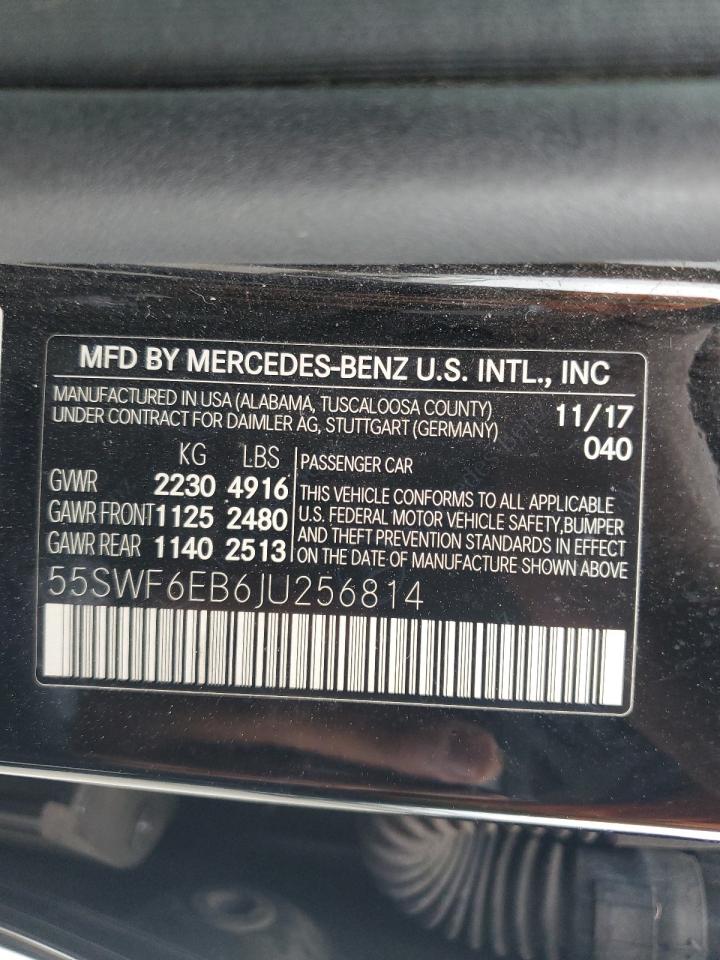 MFD BY MERCEDES-BENZ U.S. INTL., INC
MANUFACTURED IN USA (ALABAMA, TUSCALOOSA COUNTY)
UNDER CONTRACT FOR DAIMLER AG, STUTTGART (GERMANY)
11/17
040
KG LBS
GVWR 2230 4916
GAWR FRONT 1125 2480
GAWR REAR 1140 2513
PASSENGER CAR
THIS VEHICLE CONFORMS TO ALL APPLICABLE
U.S. FEDERAL MOTOR VEHICLE SAFETY,BUMPER
AND THEFT PREVENTION STANDARDS IN EFFECT
ON THE DATE OF MANUFACTURE SHOWN ABOVE
55SWF6EB6JU256814